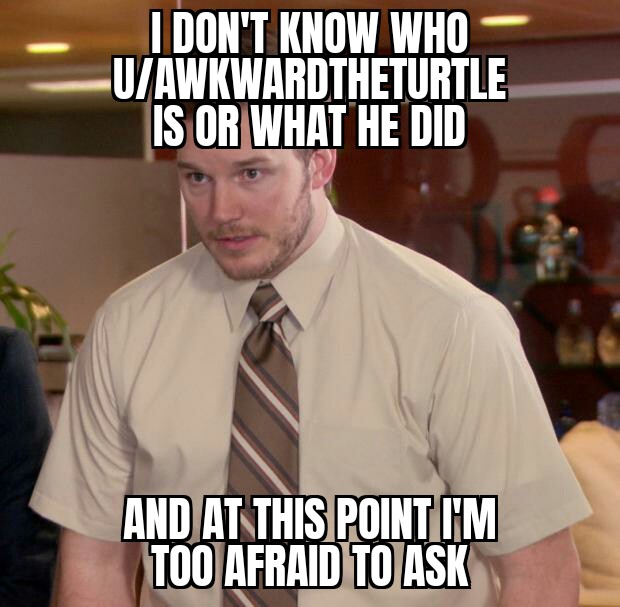 I DON'T KNOW WHO
U/AWKWARDTHETURTLE
IS OR WHAT HE DID
AND AT THIS POINT I'M
TOO AFRAID TO ASK